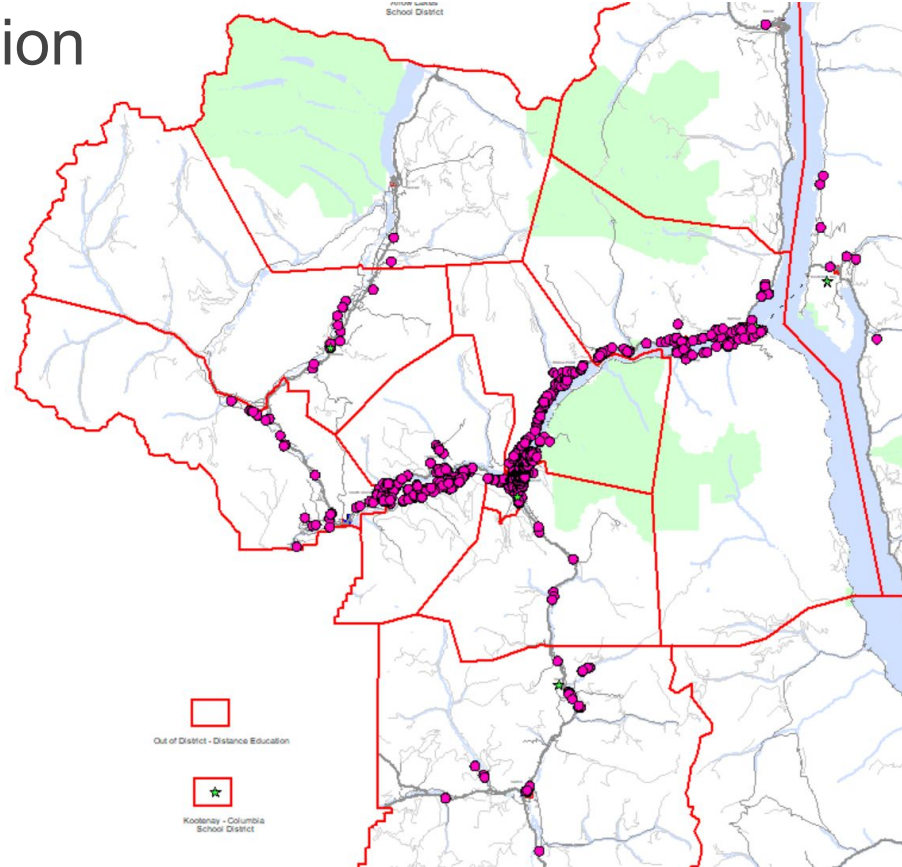 ion
Arrow Lakes
School District
Out of District - Distance Education
Kootenay - Columbia
School District